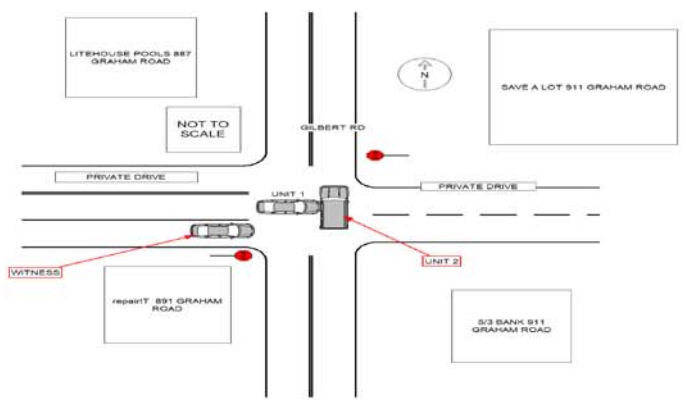 LITEHOUSE POOLS 887
GRAHAM ROAD
N
SAVE A LOT 911 GRAHAM ROAD
NOT TO
SCALE
GILBERT RD
PRIVATE DRIVE
PRIVATE DRIVE
UNIT 1
WITNESS
UNIT 2
repairIT 891 GRAHAM
ROAD
5/3 BANK 911
GRAHAM ROAD